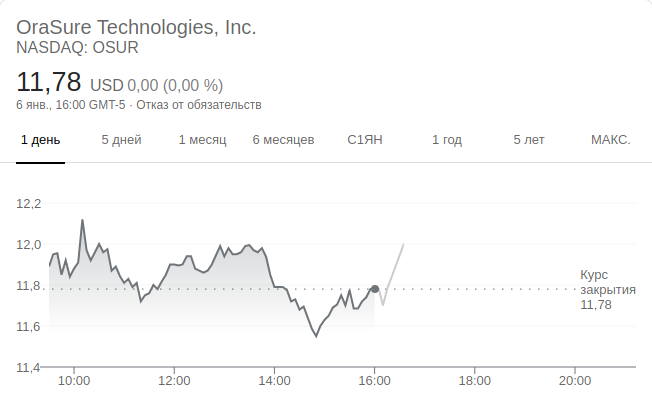 OraSure Technologies, Inc.
NASDAQ: OSUR
11,78 USD 0,00 (0,00 %)
6 янв., 16:00 GMT-5 · Отказ от обязательств
1 день 5 дней 1 месяц 6 месяцев С1ЯН 1 год 5 лет МАКС.
12,2
12,0
11,8
11,6
11,4
Курс
закрытия
11,78
10:00 12:00 14:00 16:00 18:00 20:00